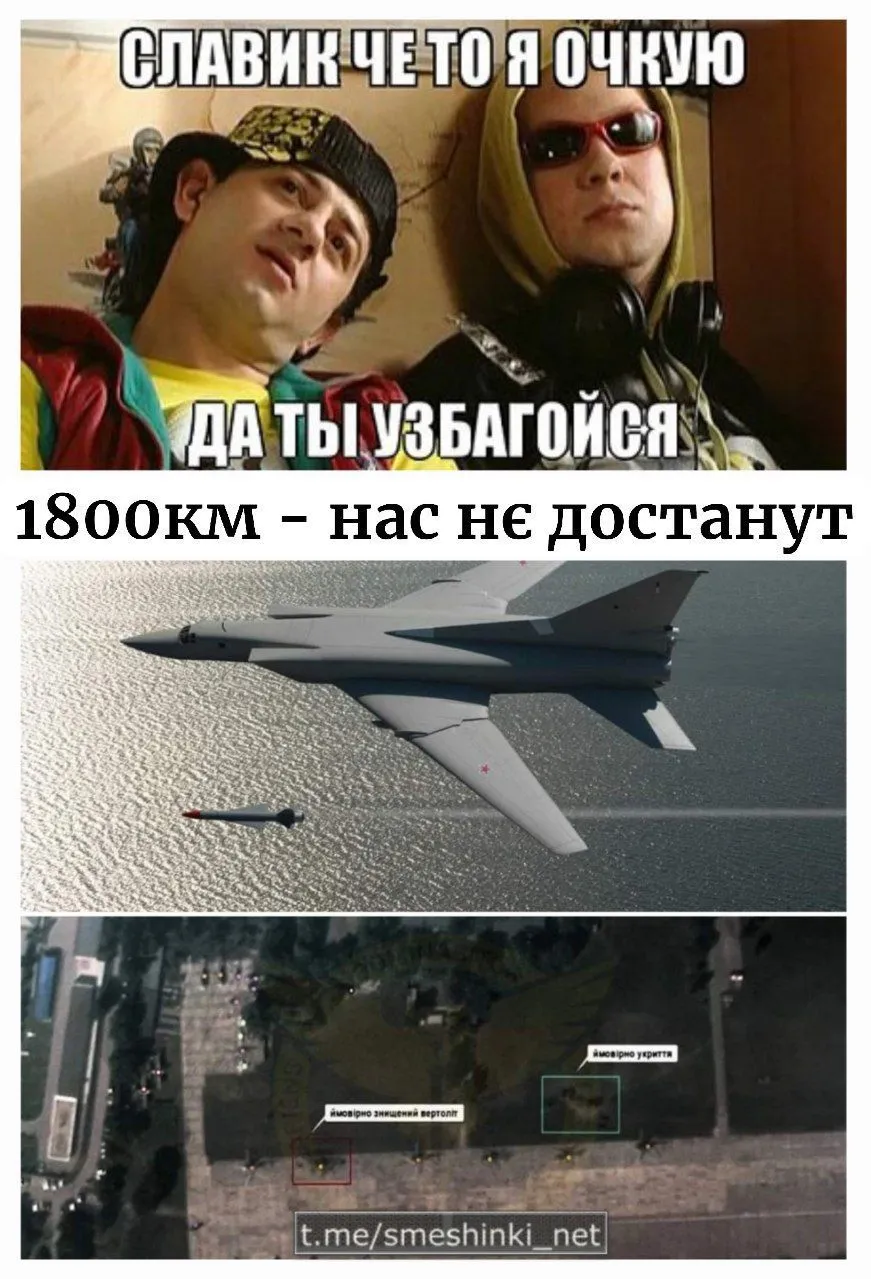 СЛАВИК ЧЕ ТО Я ОЧКУЮ
ДА ТЫ УЗБАГОЙСЯ
1800км - нас нє достанут
ймовірно укриття
ймовірно знищений вертоліт
t.me/smeshinki_net